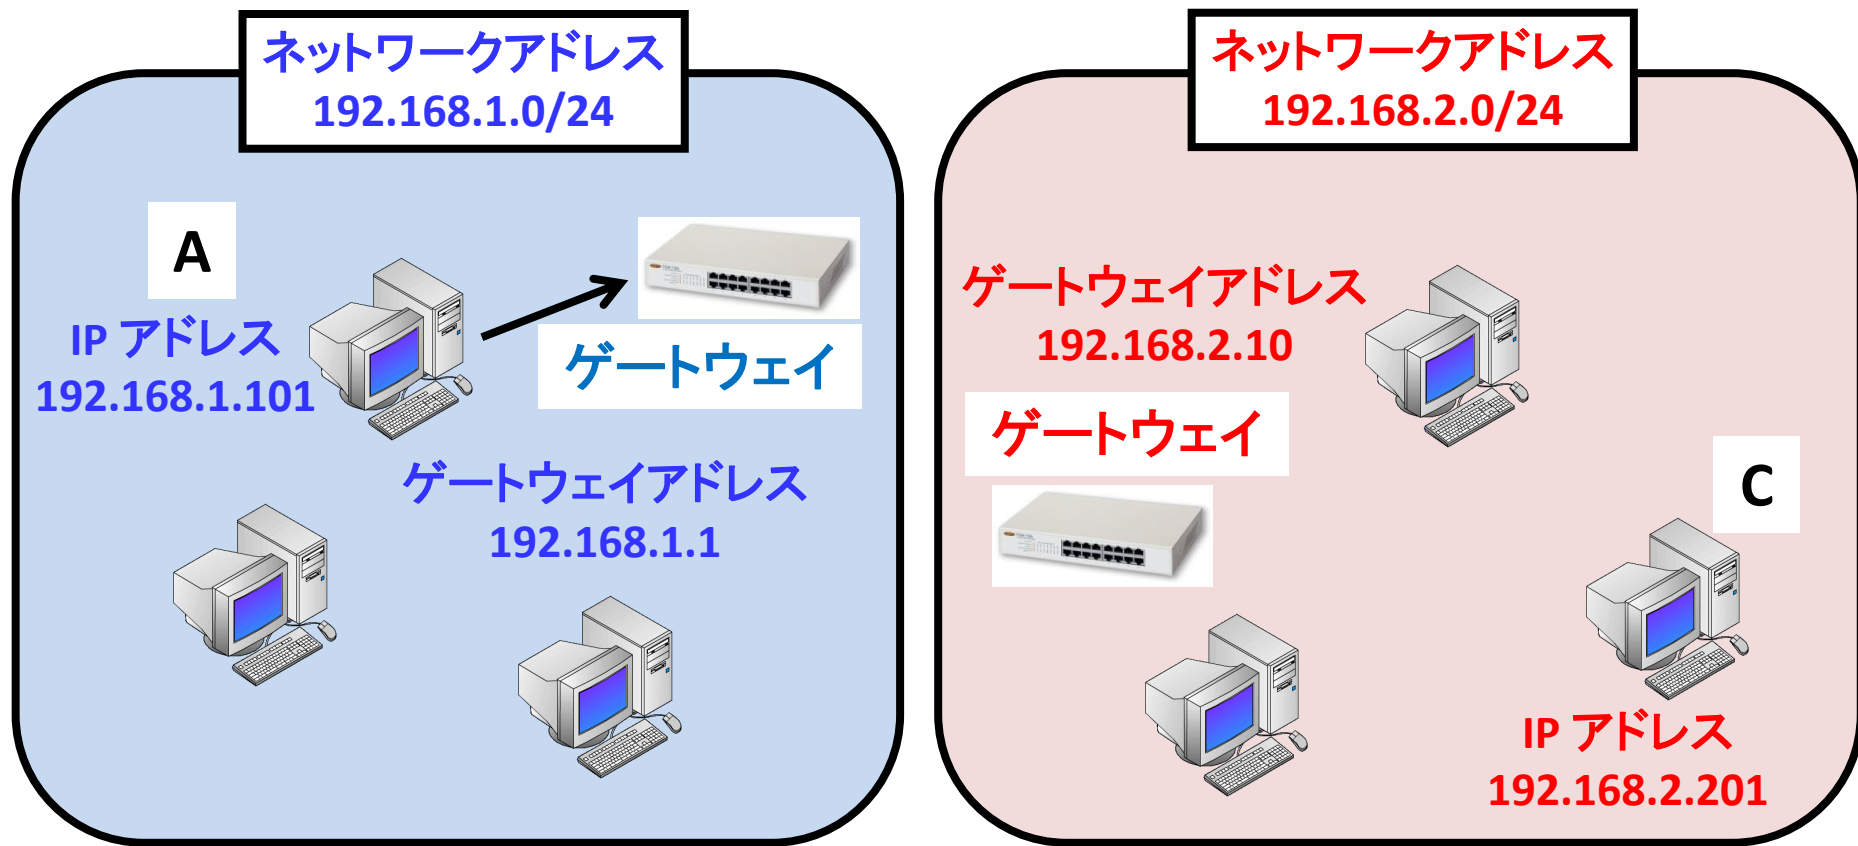 ネットワークアドレス
192.168.1.0/24
A
IP アドレス
192.168.1.101
ゲートウェイ
ゲートウェイアドレス
192.168.1.1
ネットワークアドレス
192.168.2.0/24
ゲートウェイアドレス
192.168.2.10
ゲートウェイ
C
IP アドレス
192.168.2.201